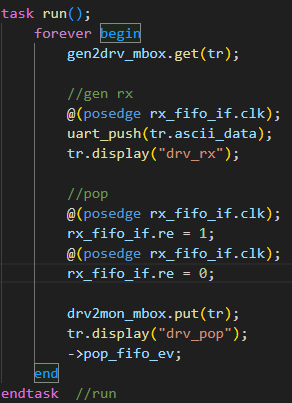 task run();
forever begin
gen2drv_mbox.get(tr);
//gen rx
@(posedge rx_fifo_if.clk);
uart_push(tr.ascii_data);
tr.display("drv_rx");
//pop
@(posedge rx_fifo_if.clk);
rx_fifo_if.re = 1;
@(posedge rx_fifo_if.clk);
rx_fifo_if.re = 0;
drv2mon_mbox.put(tr);
tr.display("drv_pop");
->pop_fifo_ev;
end
endtask  //run